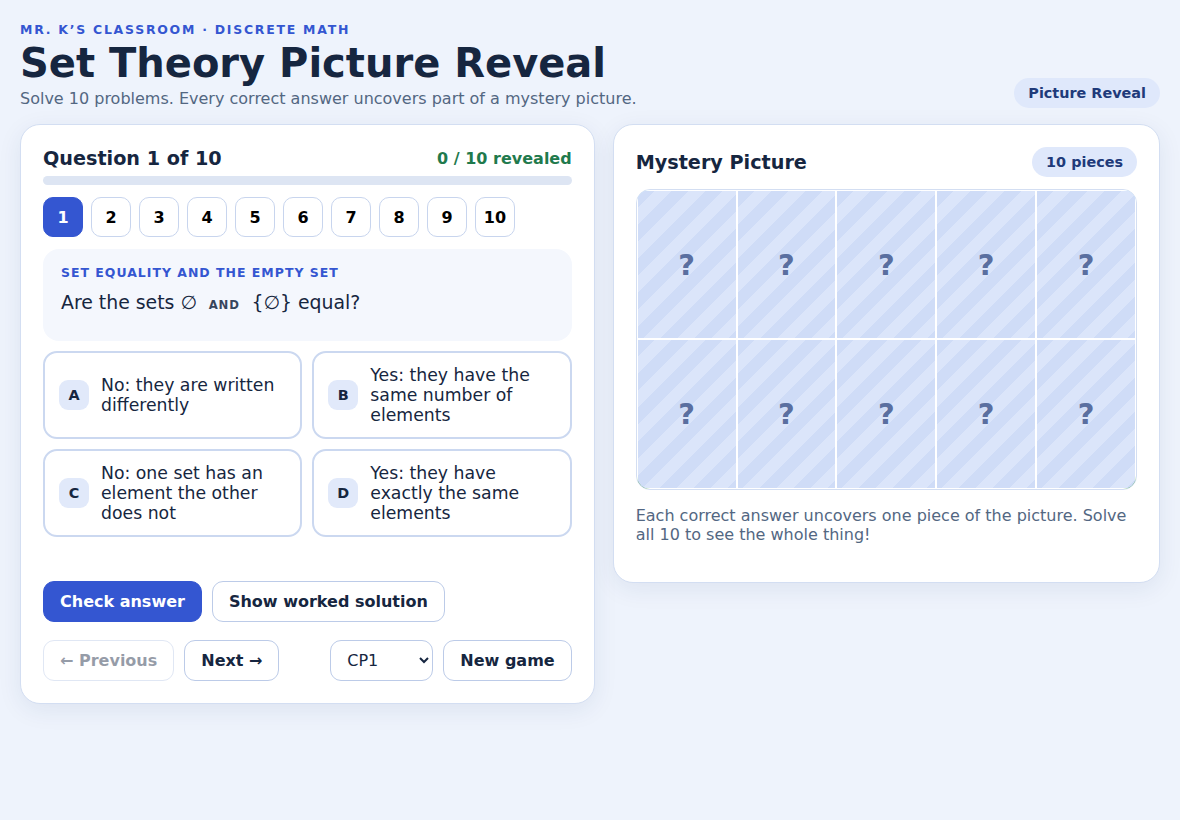 MR. K’S CLASSROOM · DISCRETE MATH
Set Theory Picture Reveal
Solve 10 problems. Every correct answer uncovers part of a mystery picture.
Picture Reveal
Question 1 of 10
0 / 10 revealed
1 2 3 4 5 6 7 8 9 10
SET EQUALITY AND THE EMPTY SET
Are the sets ∅ AND {∅} equal?
A
No: they are written
differently
B
Yes: they have the
same number of
elements
C
No: one set has an
element the other
does not
D
Yes: they have
exactly the same
elements
Check answer
Show worked solution
← Previous
Next →
CP1
New game
Mystery Picture
10 pieces
? ? ? ? ?
? ? ? ? ?
Each correct answer uncovers one piece of the picture. Solve
all 10 to see the whole thing!